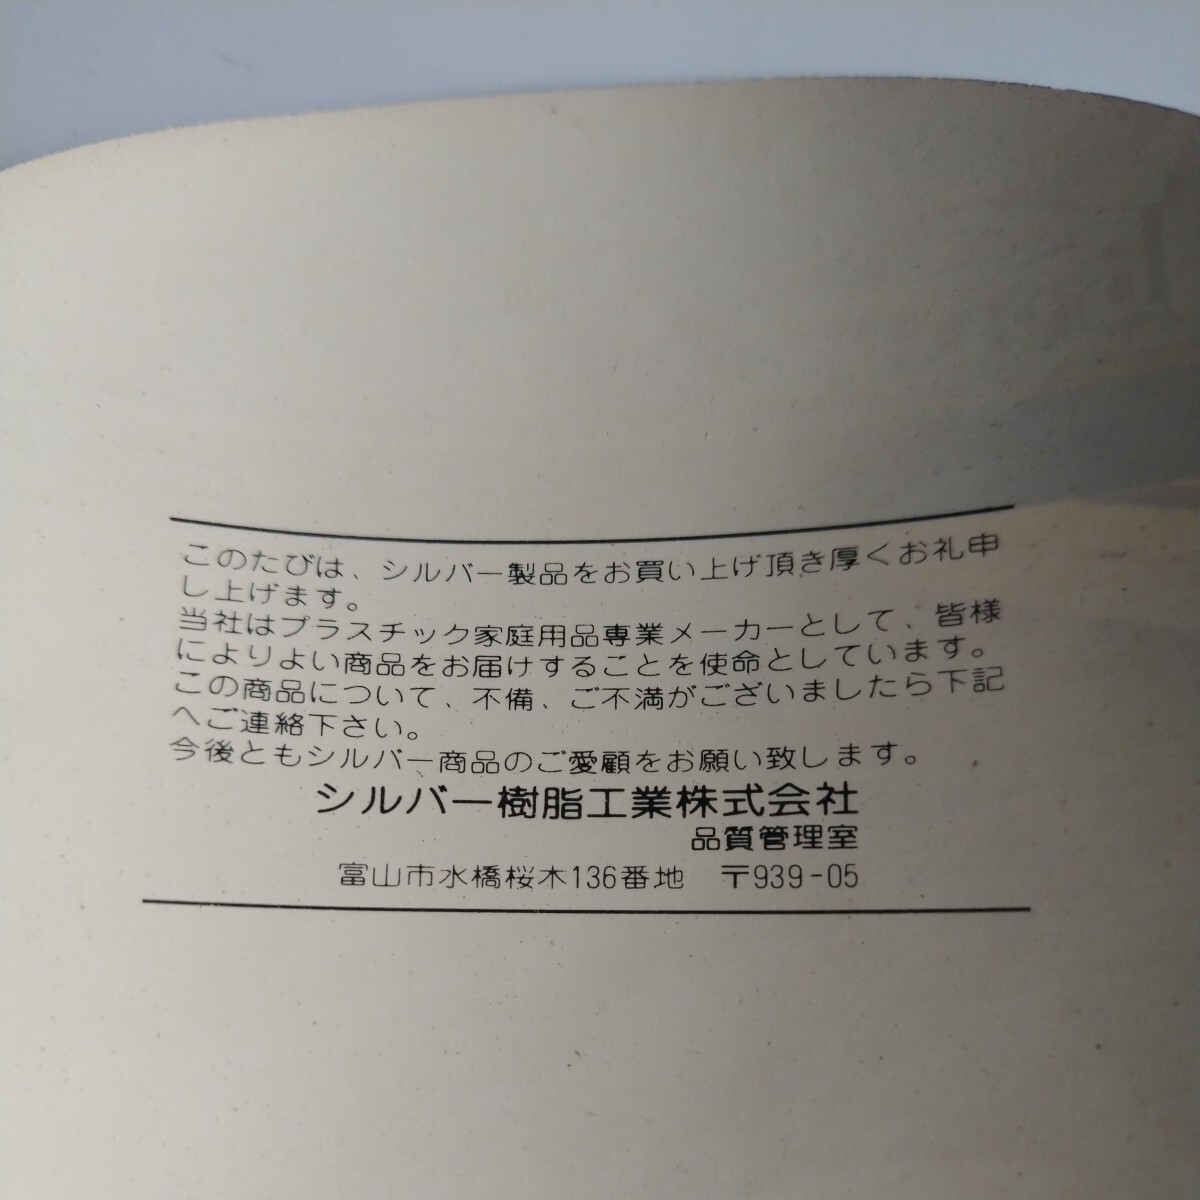 このたびは、シルバー製品をお買い上げ頂き厚くお礼申
し上げます。
当社はプラスチック家庭用品専業メーカーとして、皆様
によりよい商品をお届けすることを使命としています。
この商品について、不備、ご不満がございましたら下記
へご連絡下さい。
今後ともシルバー商品のご愛顧をお願い致します。
シルバー樹脂工業株式会社
品質管理室
富山市水橋桜木136番地 〒939-05